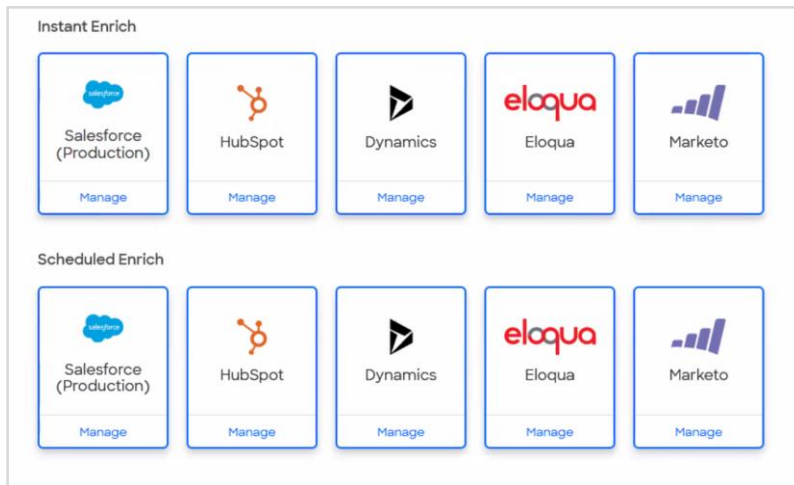 Instant Enrich
salesforce
eloqua
Salesforce
(Production)
HubSpot
Dynamics
Eloqua
Marketo
Manage
Manage
Manage
Manage
Manage
Scheduled Enrich
salesforce
eloqua
Salesforce
(Production)
HubSpot
Dynamics
Eloqua
Marketo
Manage
Manage
Manage
Manage
Manage